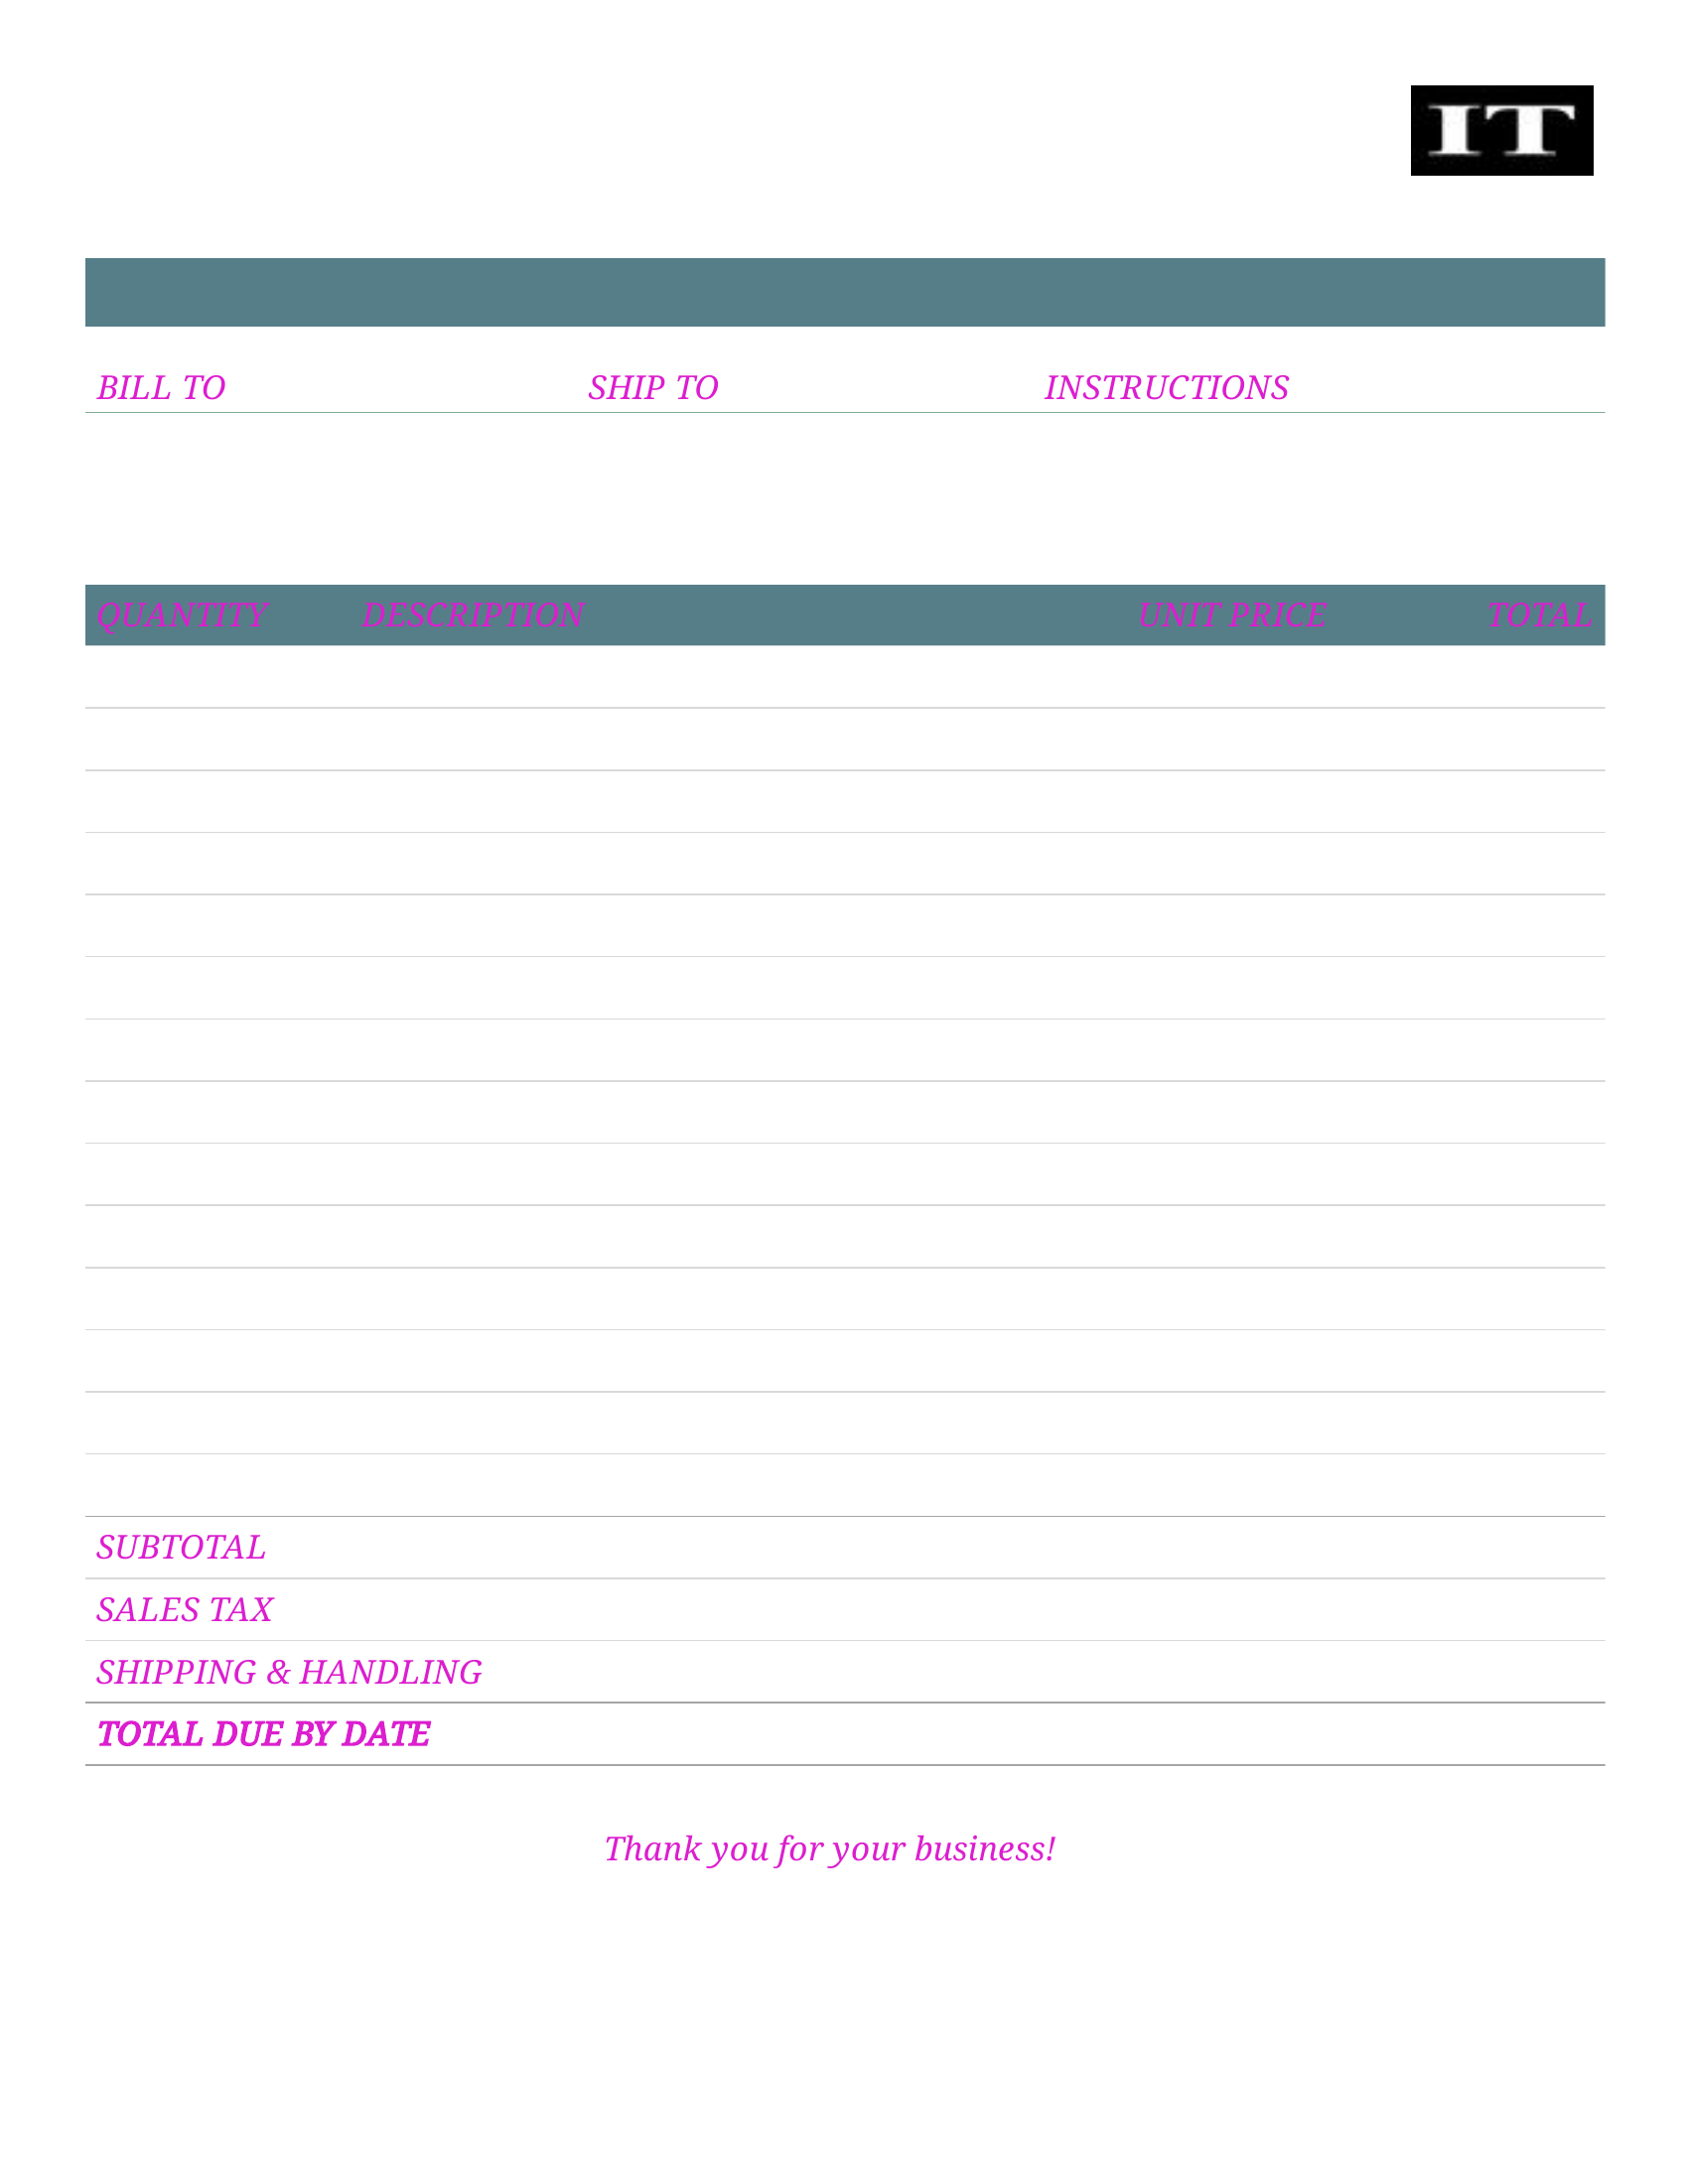 IT
BILL TO SHIP TO INSTRUCTIONS
QUANTITY DESCRIPTION UNIT PRICE TOTAL
SUBTOTAL
SALES TAX
SHIPPING & HANDLING
TOTAL DUE BY DATE
Thank you for your business!